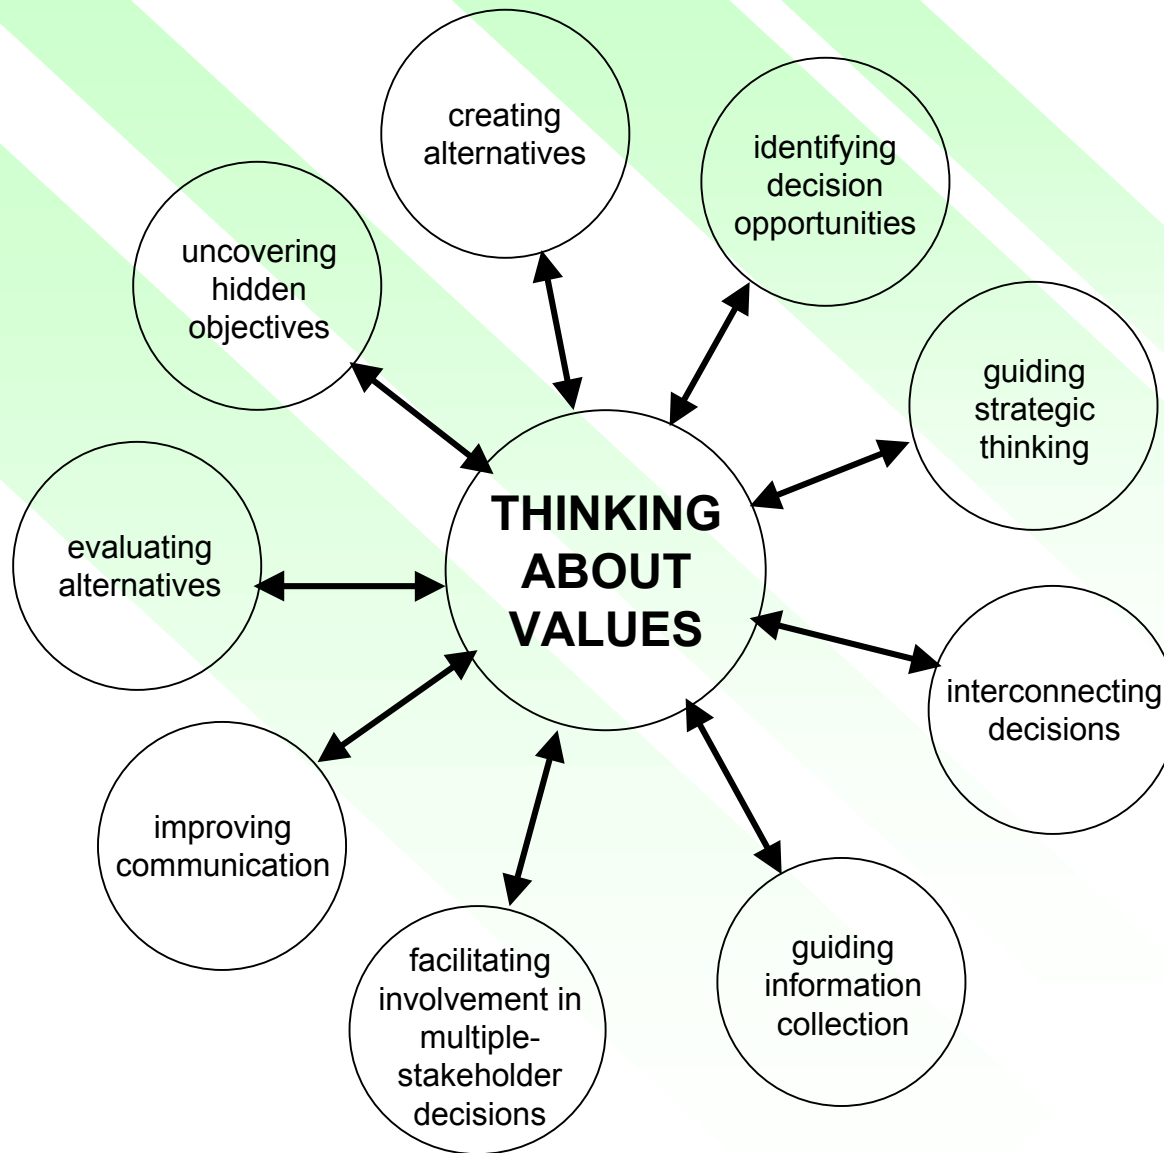 creating
alternatives
identifying
decision
opportunities
uncovering
hidden
objectives
guiding
strategic
thinking
THINKING
ABOUT
VALUES
evaluating
alternatives
interconnecting
decisions
improving
communication
guiding
information
collection
facilitating
involvement in
multiple-
stakeholder
decisions